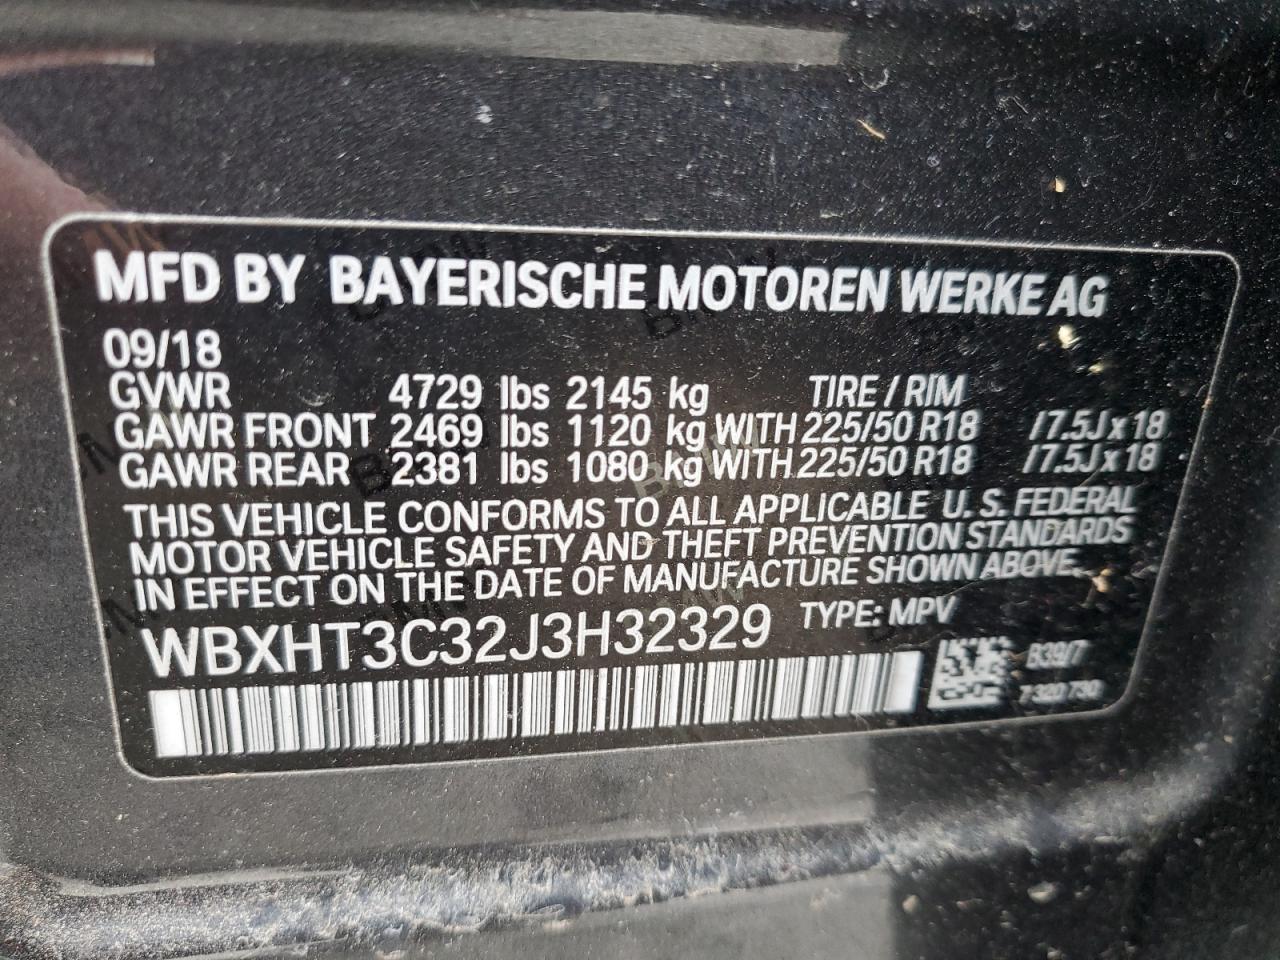 MFD BY BAYERISCHE MOTOREN WERKE AG
09/18
GVWR 4729 lbs 2145 kg TIRE / RIM
GAWR FRONT 2469 lbs 1120 kg WITH 225/50 R18 / 7.5J x 18
GAWR REAR 2381 lbs 1080 kg WITH 225/50 R18 / 7.5J x 18
THIS VEHICLE CONFORMS TO ALL APPLICABLE U. S. FEDERAL
MOTOR VEHICLE SAFETY AND THEFT PREVENTION STANDARDS
IN EFFECT ON THE DATE OF MANUFACTURE SHOWN ABOVE.
WBXHT3C32J3H32329 TYPE: MPV
B39/7
7 320 730